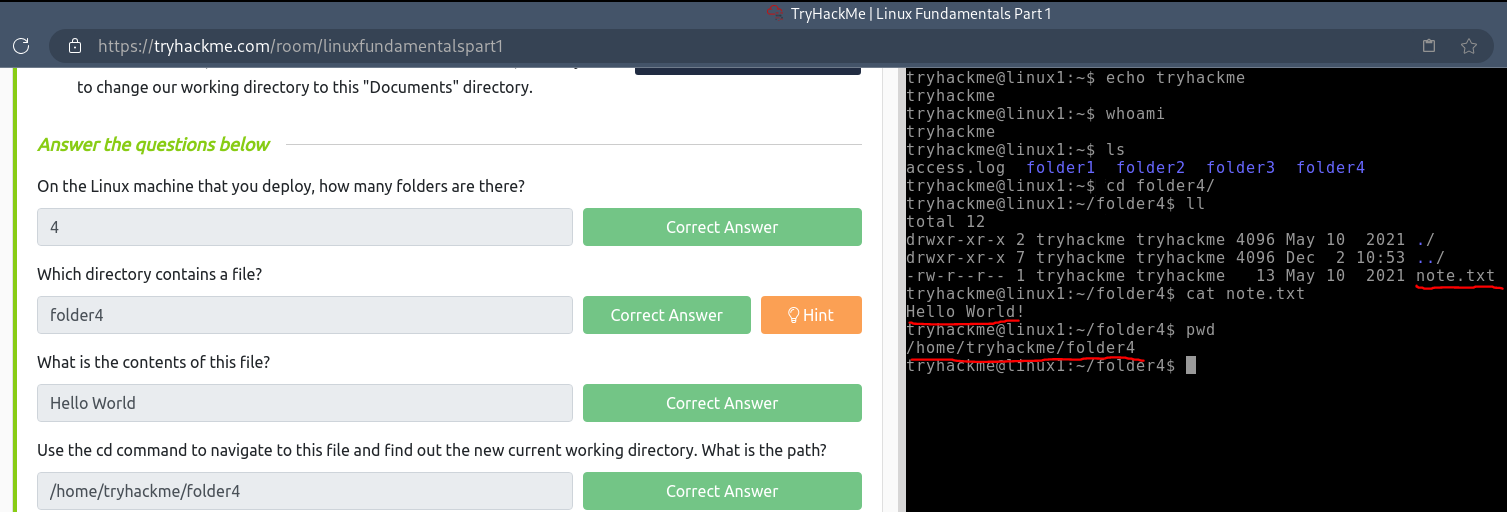 TryHackMe | Linux Fundamentals Part 1
https://tryhackme.com/room/linuxfundamentalspart1
to change our working directory to this "Documents" directory.
Answer the questions below
On the Linux machine that you deploy, how many folders are there?
4
Correct Answer
Which directory contains a file?
folder4
Correct Answer
Hint
What is the contents of this file?
Hello World
Correct Answer
Use the cd command to navigate to this file and find out the new current working directory. What is the path?
/home/tryhackme/folder4
Correct Answer
tryhackme@linux1:~$ echo tryhackme
tryhackme
tryhackme@linux1:~$ whoami
tryhackme
tryhackme@linux1:~$ ls
access.log  folder1  folder2  folder3  folder4
tryhackme@linux1:~$ cd folder4/
tryhackme@linux1:~/folder4$ ll
total 12
drwxr-xr-x 2 tryhackme tryhackme 4096 May 10  2021 ./
drwxr-xr-x 7 tryhackme tryhackme 4096 Dec  2 10:53 ../
-rw-r--r-- 1 tryhackme tryhackme   13 May 10  2021 note.txt
tryhackme@linux1:~/folder4$ cat note.txt
Hello World!
tryhackme@linux1:~/folder4$ pwd
/home/tryhackme/folder4
tryhackme@linux1:~/folder4$